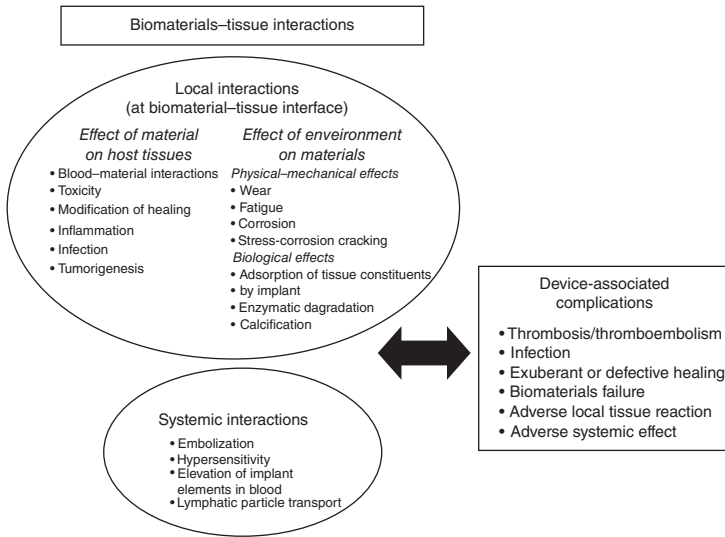 Biomaterials–tissue interactions
Local interactions
(at biomaterial–tissue interface)
Effect of material
on host tissues
• Blood–material interactions
• Toxicity
• Modification of healing
• Inflammation
• Infection
• Tumorigenesis
Effect of enveironment
on materials
Physical–mechanical effects
• Wear
• Fatigue
• Corrosion
• Stress-corrosion cracking
Biological effects
• Adsorption of tissue constituents
• by implant
• Enzymatic dagradation
• Calcification
Systemic interactions
• Embolization
• Hypersensitivity
• Elevation of implant
elements in blood
• Lymphatic particle transport
Device-associated
complications
• Thrombosis/thromboembolism
• Infection
• Exuberant or defective healing
• Biomaterials failure
• Adverse local tissue reaction
• Adverse systemic effect